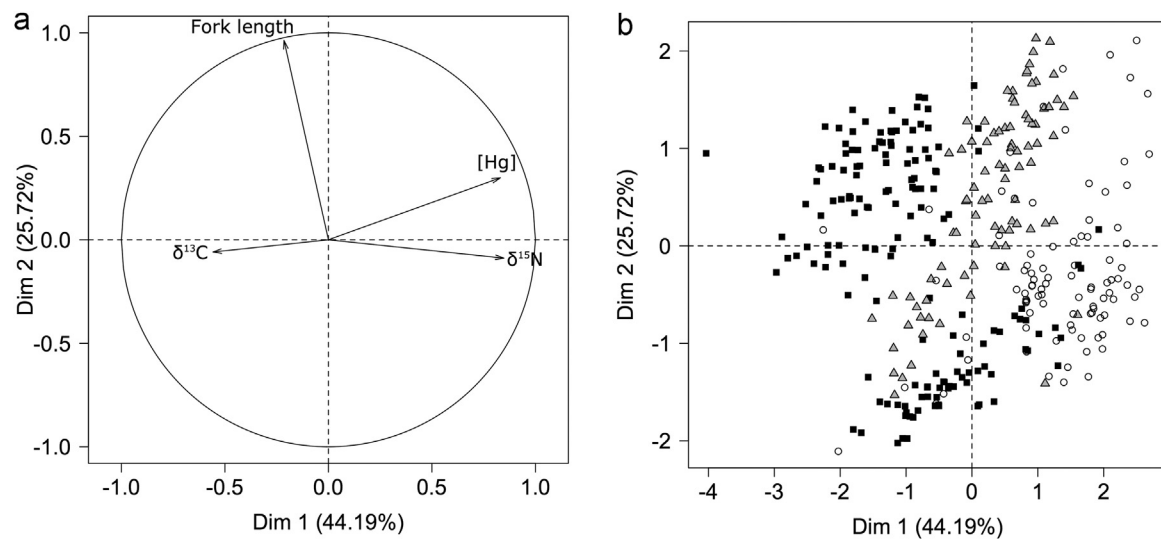 a
Fork length
[Hg]
δ¹³C
δ¹⁵N
1.0
0.5
0.0
-0.5
-1.0
-1.0 -0.5 0.0 0.5 1.0
Dim 2 (25.72%)
Dim 1 (44.19%)
b
2
1
0
-1
-2
-4 -3 -2 -1 0 1 2
Dim 2 (25.72%)
Dim 1 (44.19%)